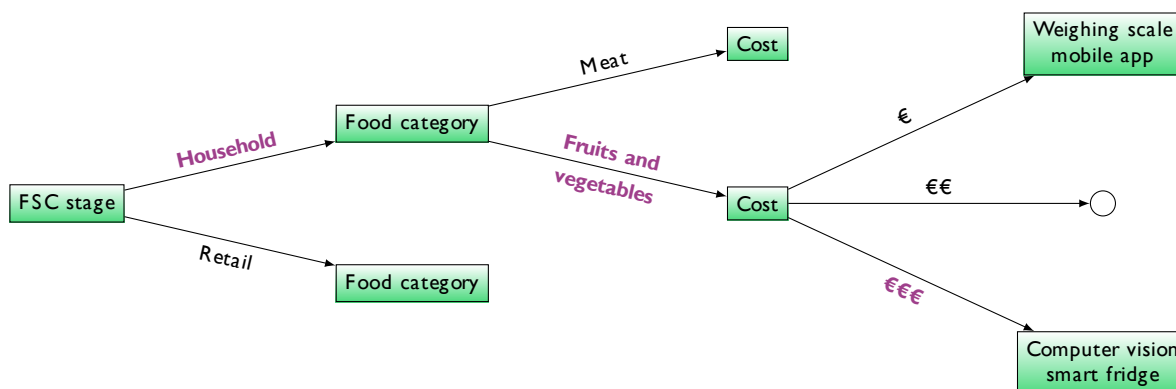 FSC stage
Household
Retail
Food category
Food category
Meat
Fruits and
vegetables
Cost
Cost
€
€€
€€€
Weighing scale
mobile app
Computer vision
smart fridge